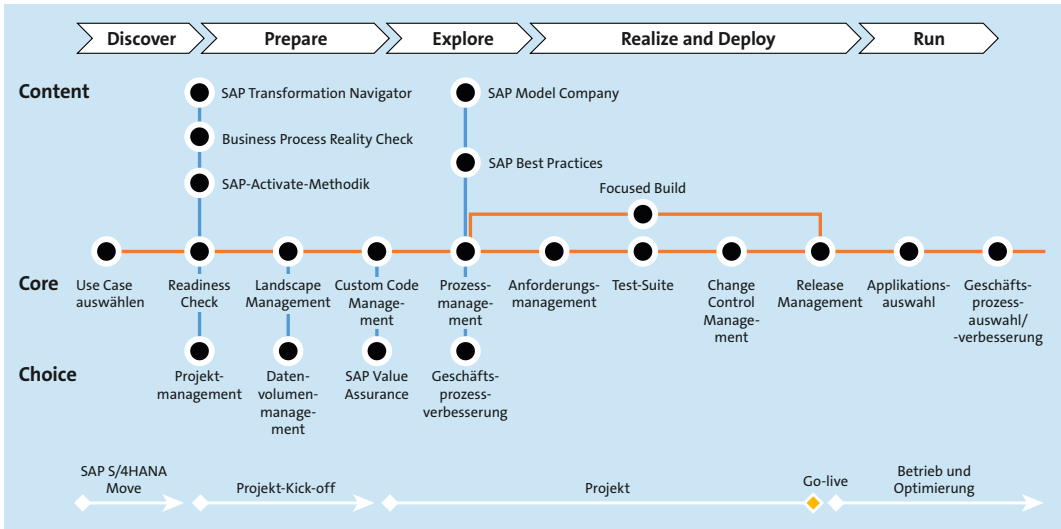 Discover
Prepare
Explore
Realize and Deploy
Run
Content
SAP Transformation Navigator
SAP Model Company
Business Process Reality Check
SAP Best Practices
SAP-Activate-Methodik
Focused Build
Core
Use Case
auswählen
Readiness
Check
Landscape
Management
Custom Code
Manage-
ment
Prozess-
management
Anforderungs-
management
Test-Suite
Change
Control
Manage-
ment
Release
Management
Applikations-
auswahl
Geschäfts-
prozess-
auswahl/
-verbesserung
Choice
Projekt-
management
Daten-
volumen-
manage-
ment
SAP Value
Assurance
Geschäfts-
prozess-
verbesserung
SAP S/4HANA
Move
Projekt-Kick-off
Projekt
Go-live
Betrieb und
Optimierung